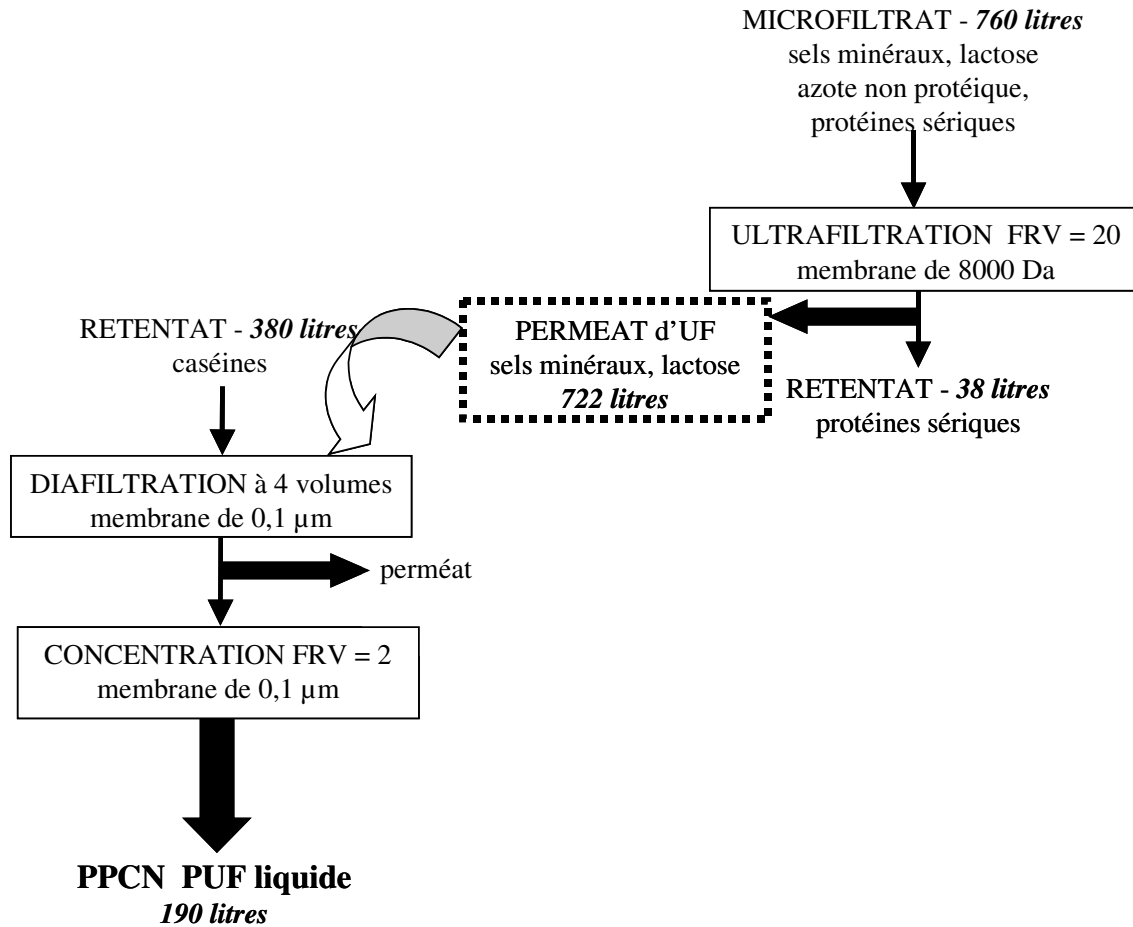 MICROFILTRAT - 760 litres
sels minéraux, lactose
azote non protéique,
protéines sériques
ULTRAFILTRATION FRV = 20
membrane de 8000 Da
PERMEAT d'UF
sels minéraux, lactose
722 litres
RETENTAT - 38 litres
protéines sériques
RETENTAT - 380 litres
caséines
DIAFILTRATION à 4 volumes
membrane de 0,1 µm
perméat
CONCENTRATION FRV = 2
membrane de 0,1 µm
PPCN PUF liquide
190 litres